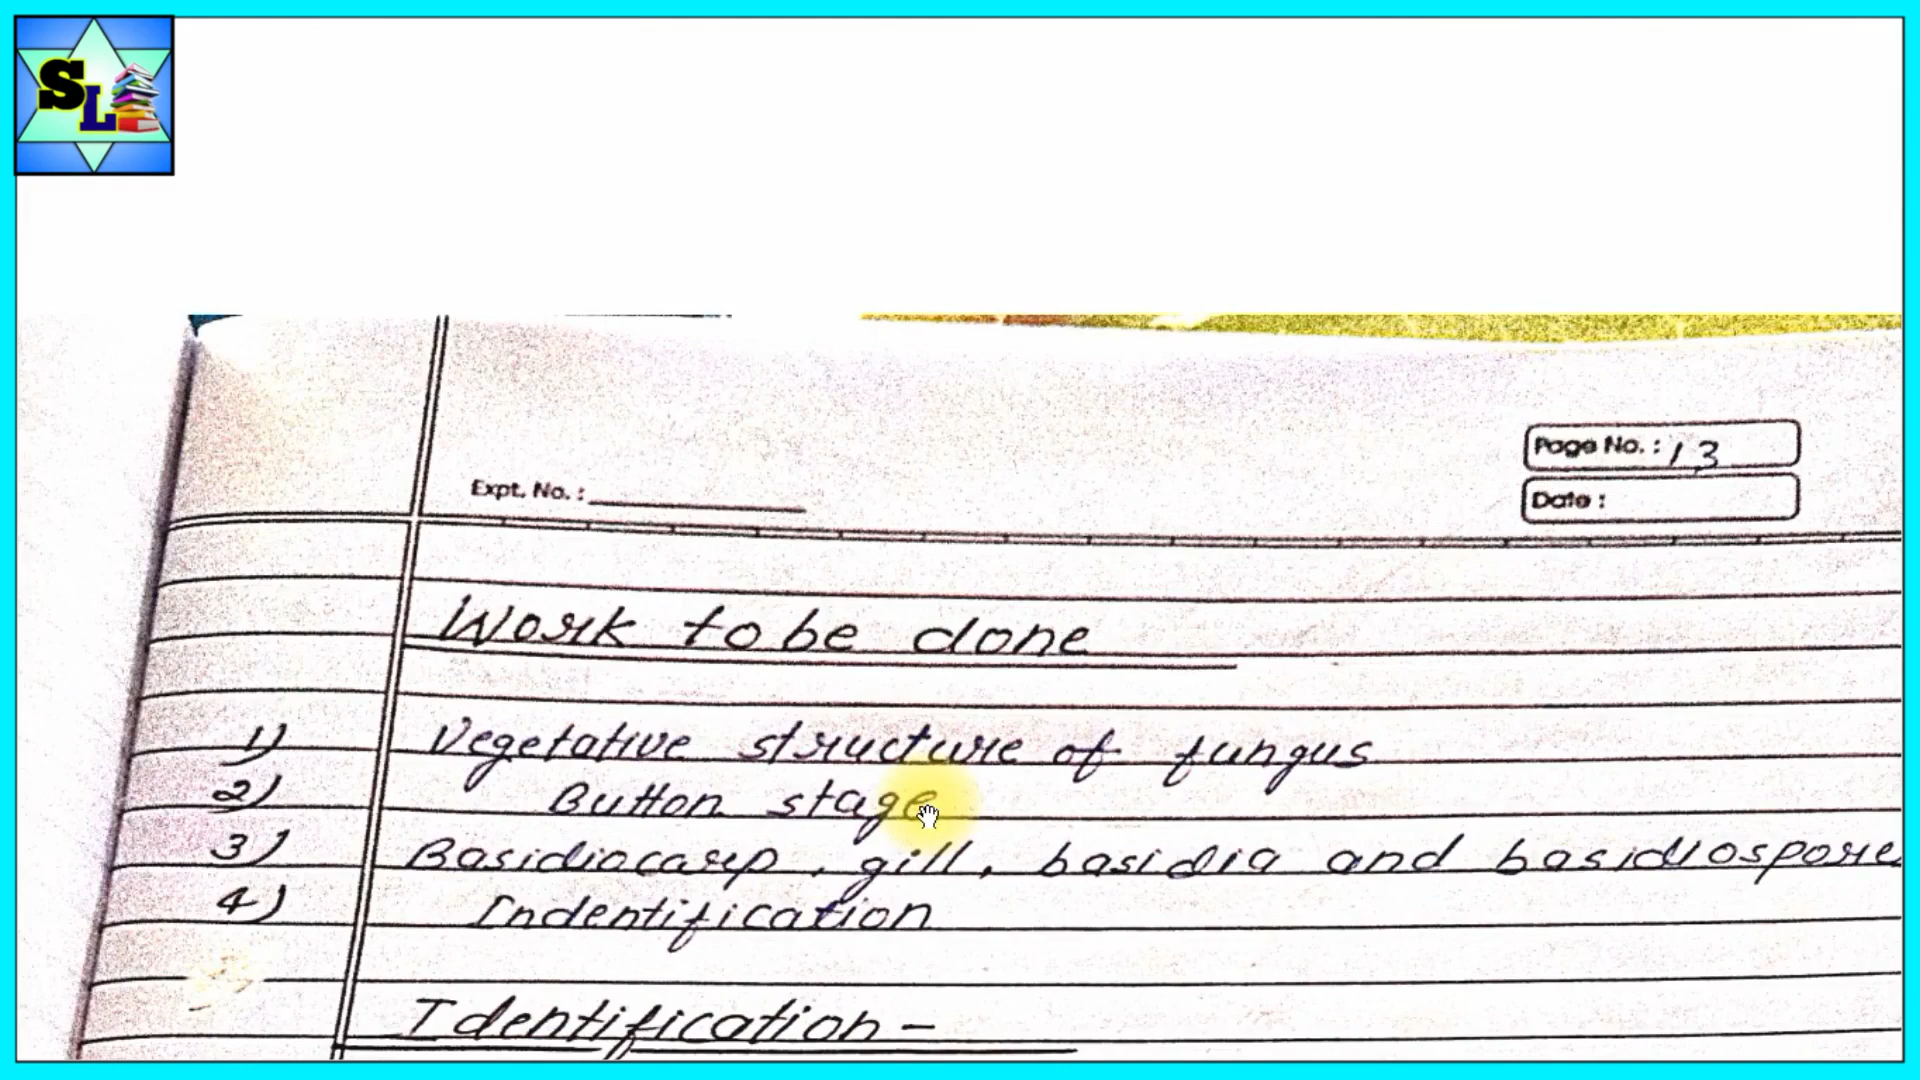 SL
Page No. : 13
Expt. No. :
Date :
Work to be done
1) Vegetative structure of fungus
2) Button stage
3) Basidiocarp, gill, basidia and basidiospore
4) Indentification
Identification -